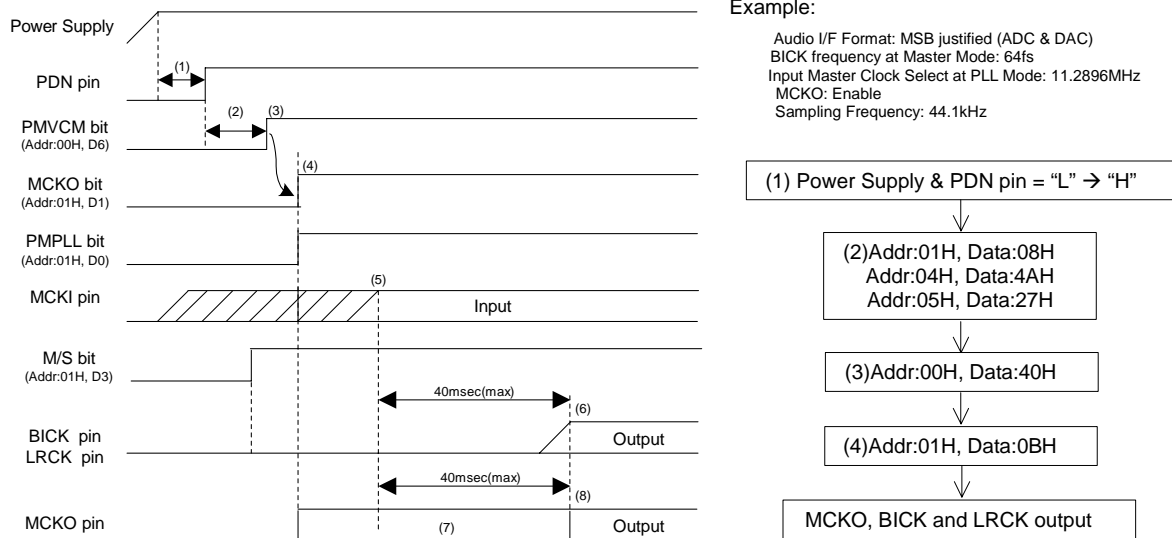 Power Supply
(1)
PDN pin
(2)
(3)
PMVCM bit
(Addr:00H, D6)
(4)
MCKO bit
(Addr:01H, D1)
PMPLL bit
(Addr:01H, D0)
(5)
MCKI pin
Input
M/S bit
(Addr:01H, D3)
40msec(max)
(6)
BICK pin
LRCK pin
Output
40msec(max)
(8)
MCKO pin
(7)
Output
Example:
Audio I/F Format: MSB justified (ADC & DAC)
BICK frequency at Master Mode: 64fs
Input Master Clock Select at PLL Mode: 11.2896MHz
MCKO: Enable
Sampling Frequency: 44.1kHz
(1) Power Supply & PDN pin = “L” → “H”
(2)Addr:01H, Data:08H
Addr:04H, Data:4AH
Addr:05H, Data:27H
(3)Addr:00H, Data:40H
(4)Addr:01H, Data:0BH
MCKO, BICK and LRCK output